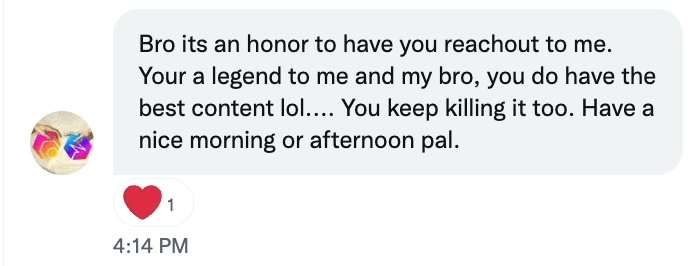 Bro its an honor to have you reachout to me.
Your a legend to me and my bro, you do have the
best content lol.... You keep killing it too. Have a
nice morning or afternoon pal.
1
4:14 PM